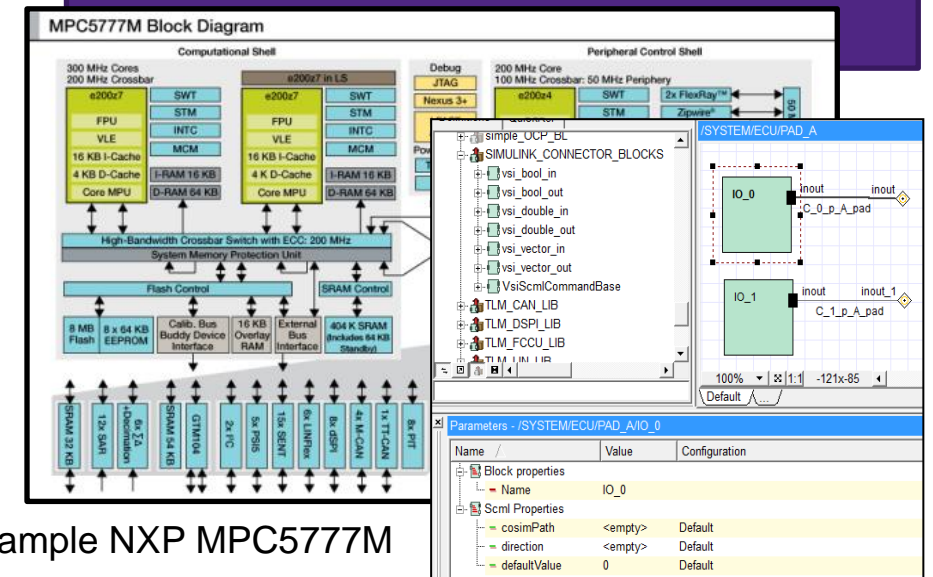 MPC5777M Block Diagram
Computational Shell
Peripheral Control Shell
300 MHz Cores
200 MHz Crossbar
e200z7
FPU
VLE
16 KB I-Cache
4 KB D-Cache
Core MPU
SWT
STM
INTC
MCM
I-RAM 16 KB
D-RAM 64 KB
e200z7 in LS
e200z7
FPU
VLE
16 KB I-Cache
4 K D-Cache
Core MPU
SWT
STM
INTC
MCM
I-RAM 16 KB
D-RAM 64 KB
Debug
JTAG
Nexus 3+
200 MHz Core
100 MHz Crossbar: 50 MHz Periphery
e200z4
SWT
STM
2x FlexRay™
Zipwire®
High-Bandwidth Crossbar Switch with ECC: 200 MHz
System Memory Protection Unit
Flash Control
SRAM Control
8 MB
Flash
8 x 64 KB
EEPROM
Calib. Bus
Buddy Device
Interface
16 KB
Overlay
RAM
External
Bus
Interface
404 K SRAM
(Includes 64 KB
Standby)
SRAM 32 KB
12x SAR
6x ΣΔ
+Decimation
SRAM 54 KB
GTM104
2x I²C
5x PSI5
15x SENT
6x LINFlex
8x dSPI
4x M-CAN
1x TT-CAN
8x PIT
simple_OCP_BL
SIMULINK_CONNECTOR_BLOCKS
vsi_bool_in
vsi_bool_out
vsi_double_in
vsi_double_out
vsi_vector_in
vsi_vector_out
VsiScmlCommandBase
TLM_CAN_LIB
TLM_DSPI_LIB
TLM_FCCU_LIB
TLM_LIN_LIB
/SYSTEM/ECU/PAD_A
IO_0
inout
inout
C_0_p_A_pad
IO_1
inout
inout_1
C_1_p_A_pad
100%
1:1
-121x-85
Default
...
Parameters - /SYSTEM/ECU/PAD_A/IO_0
Name / Value Configuration
Block properties
Name IO_0
Scml Properties
cosimPath <empty> Default
direction <empty> Default
defaultValue 0 Default
ample NXP MPC5777M